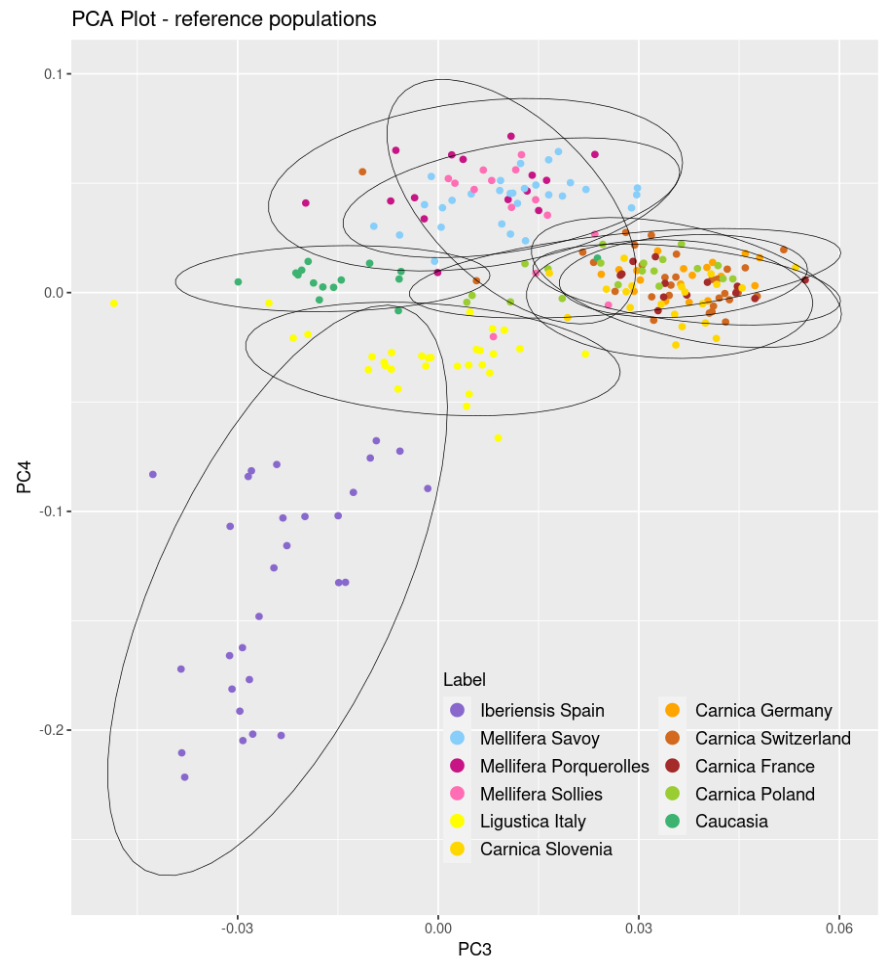 PCA Plot - reference populations
0.1
0.0
-0.1
-0.2
PC4
-0.03
0.00
0.03
0.06
PC3
Label
Iberiensis Spain
Mellifera Savoy
Mellifera Porquerolles
Mellifera Sollies
Ligustica Italy
Carnica Slovenia
Carnica Germany
Carnica Switzerland
Carnica France
Carnica Poland
Caucasia